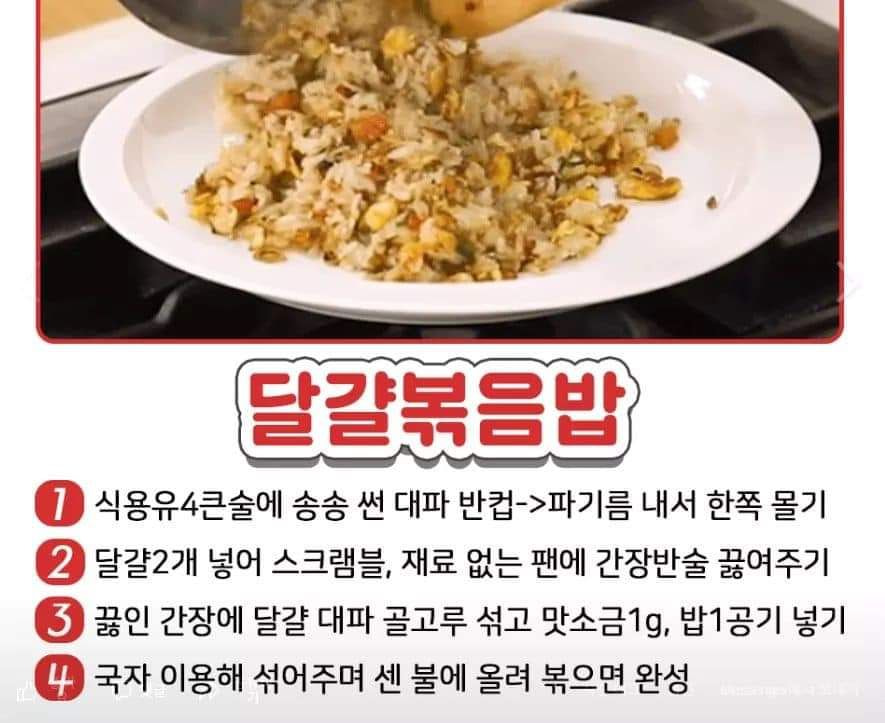 달걀볶음밥
1 식용유4큰술에 송송 썬 대파 반컵->파기름 내서 한쪽 몰기
2 달걀2개 넣어 스크램블, 재료 없는 팬에 간장반술 끓여주기
3 끓인 간장에 달걀 대파 골고루 섞고 맛소금1g, 밥1공기 넣기
4 국자 이용해 섞어주며 센 불에 올려 볶으면 완성